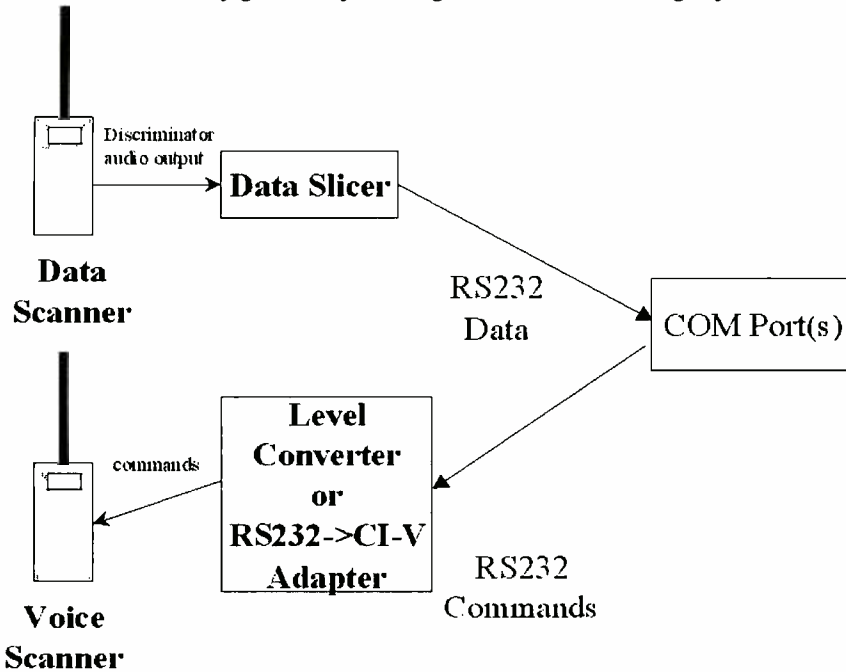 Discriminator
audio output
Data Slicer
Data
Scanner
RS232
Data
COM Port(s)
Level
Converter
or
RS232->CI-V
Adapter
commands
RS232
Commands
Voice
Scanner